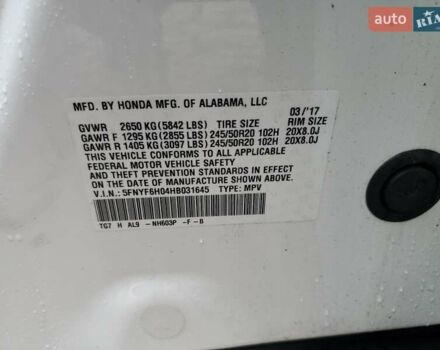 AUTO
RIA
MFD. BY HONDA MFG. OF ALABAMA, LLC
03 /'17
GVWR 2650 KG (5842 LBS) TIRE SIZE RIM SIZE
GAWR F 1295 KG (2855 LBS) 245/50R20 102H 20X8.0J
GAWR R 1405 KG (3097 LBS) 245/50R20 102H 20X8.0J
THIS VEHICLE CONFORMS TO ALL APPLICABLE
FEDERAL MOTOR VEHICLE SAFETY AND
THEFT PREVENTION STANDARDS IN EFFECT
ON THE DATE OF MANUFACTURE SHOWN ABOVE.
V.I.N.: 5FNYF6H04HB031645 TYPE: MPV
TG7 H AL9 -NH603P -F -B